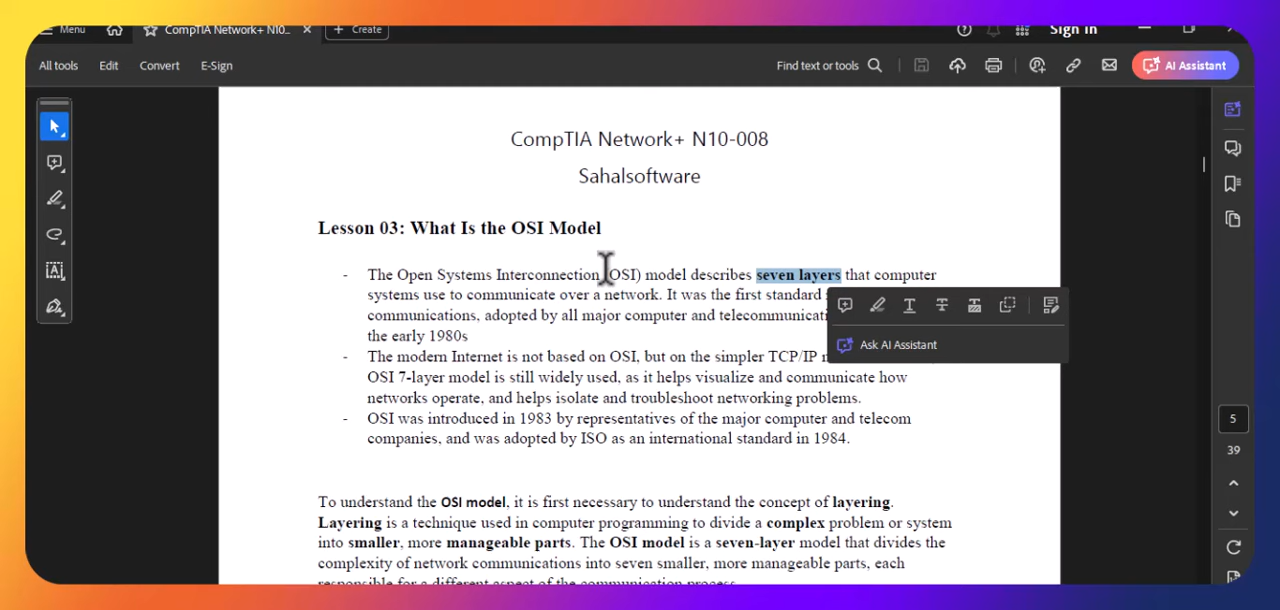 Menu
CompTIA Network+ N10...
Create
Sign in
All tools
Edit
Convert
E-Sign
Find text or tools
AI Assistant
CompTIA Network+ N10-008
Sahalsoftware
Lesson 03: What Is the OSI Model
- The Open Systems Interconnection (OSI) model describes seven layers that computer
systems use to communicate over a network. It was the first standard
communications, adopted by all major computer and
the early 1980s
Ask AI Assistant
- The modern Internet is not based on OSI, but on the simpler TCP/IP
OSI 7-layer model is still widely used, as it helps visualize and communicate how
networks operate, and helps isolate and troubleshoot networking problems.
- OSI was introduced in 1983 by representatives of the major computer and telecom
companies, and was adopted by ISO as an international standard in 1984.
To understand the OSI model, it is first necessary to understand the concept of layering.
Layering is a technique used in computer programming to divide a complex problem or system
into smaller, more manageable parts. The OSI model is a seven-layer model that divides the
complexity of network communications into seven smaller, more manageable parts, each
responsible for a different aspect of the communication process.
5
39